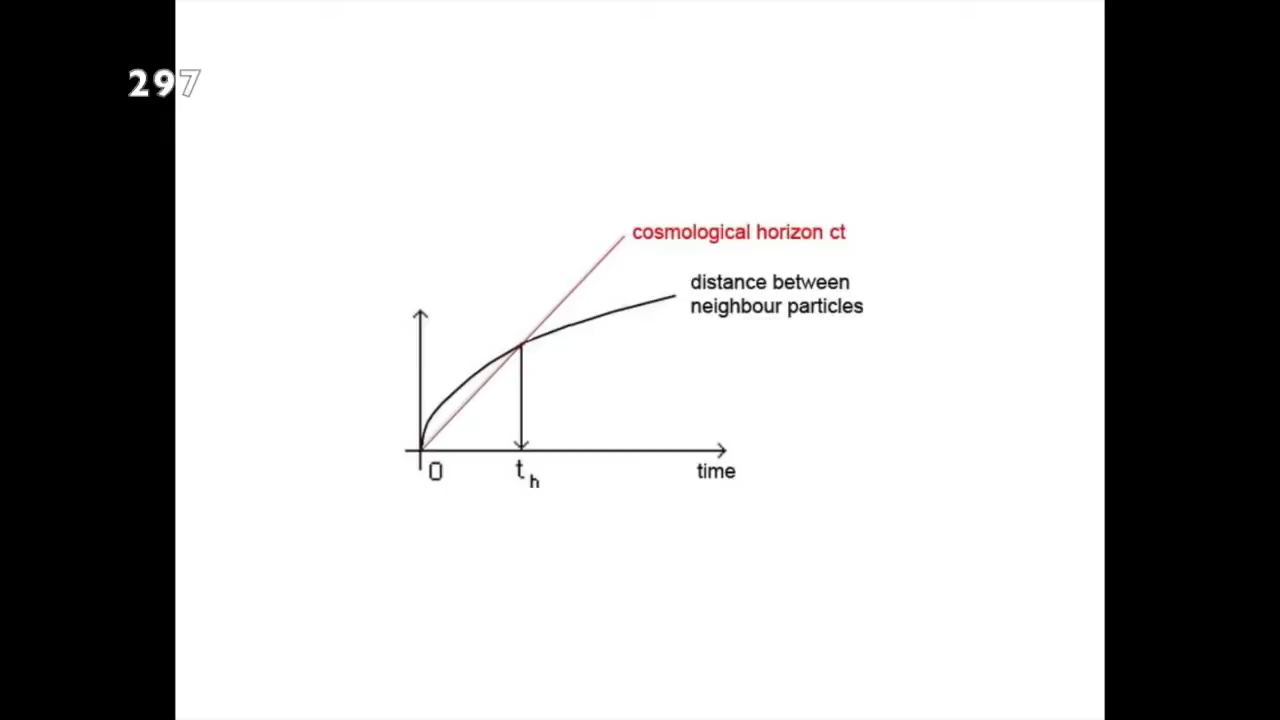 297
cosmological horizon ct
distance between
neighbour particles
0
t h
time